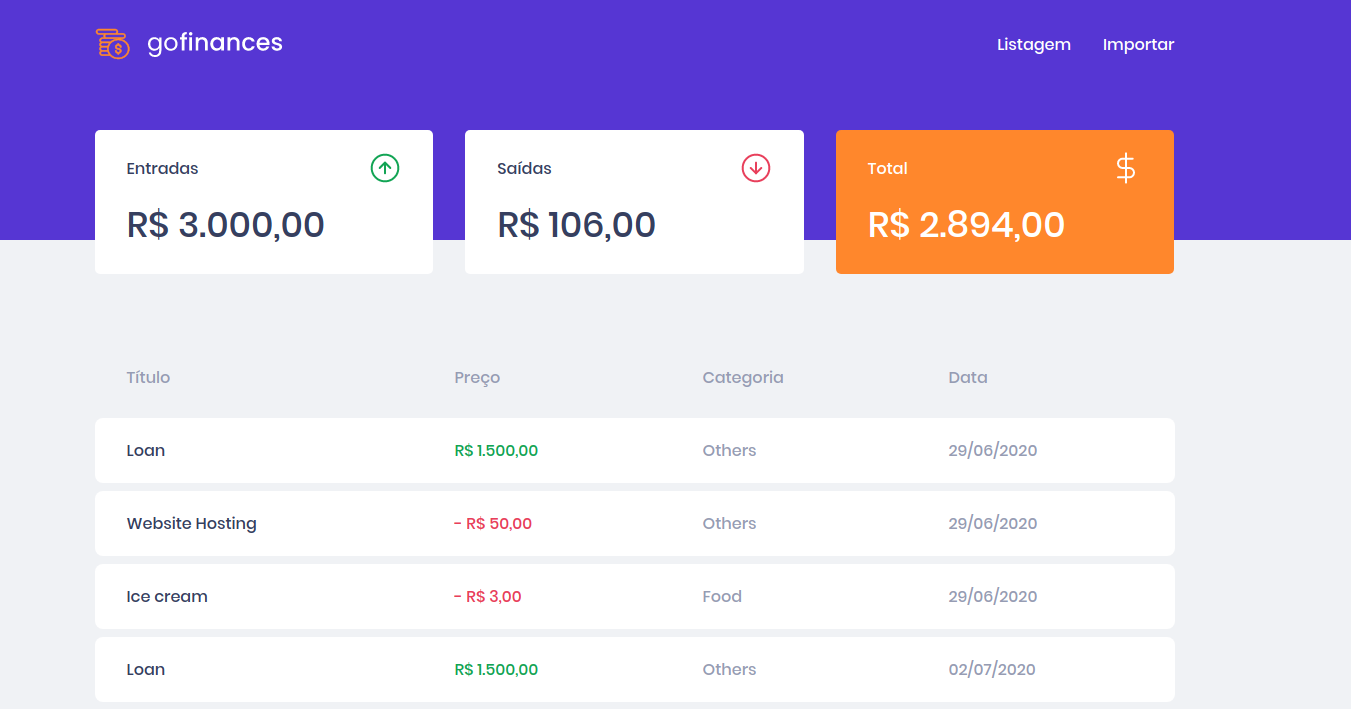 gofinances Listagem Importar
Entradas Saídas Total $
R$ 3.000,00 R$ 106,00 R$ 2.894,00
Título Preço Categoria Data
Loan R$ 1.500,00 Others 29/06/2020
Website Hosting - R$ 50,00 Others 29/06/2020
Ice cream - R$ 3,00 Food 29/06/2020
Loan R$ 1.500,00 Others 02/07/2020